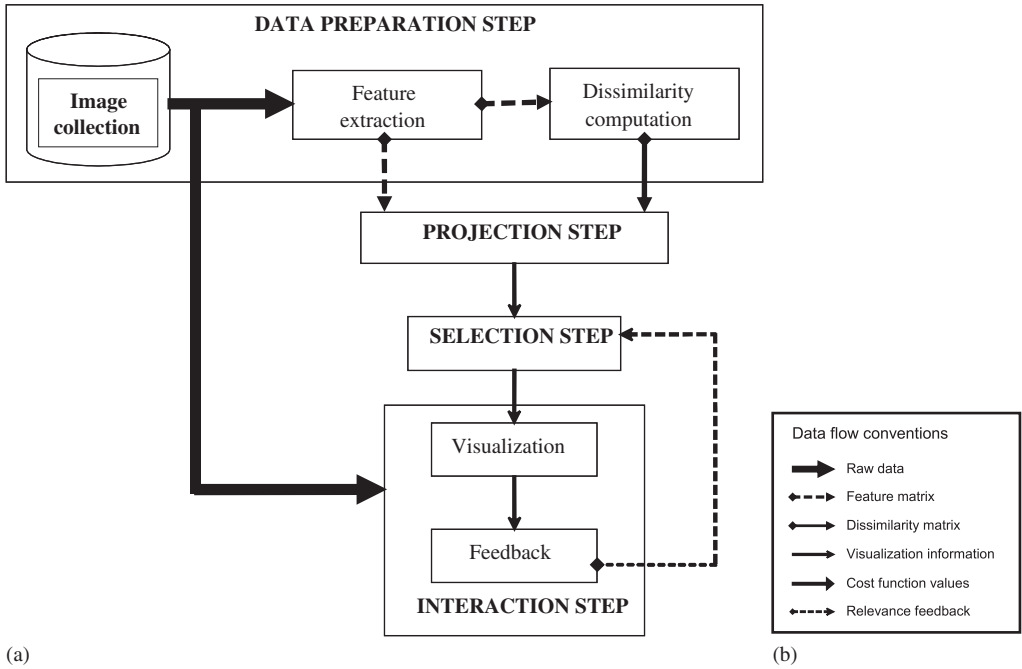 DATA PREPARATION STEP
Image
collection
Feature
extraction
Dissimilarity
computation
PROJECTION STEP
SELECTION STEP
Visualization
Feedback
INTERACTION STEP
(a)
Data flow conventions
Raw data
Feature matrix
Dissimilarity matrix
Visualization information
Cost function values
Relevance feedback
(b)